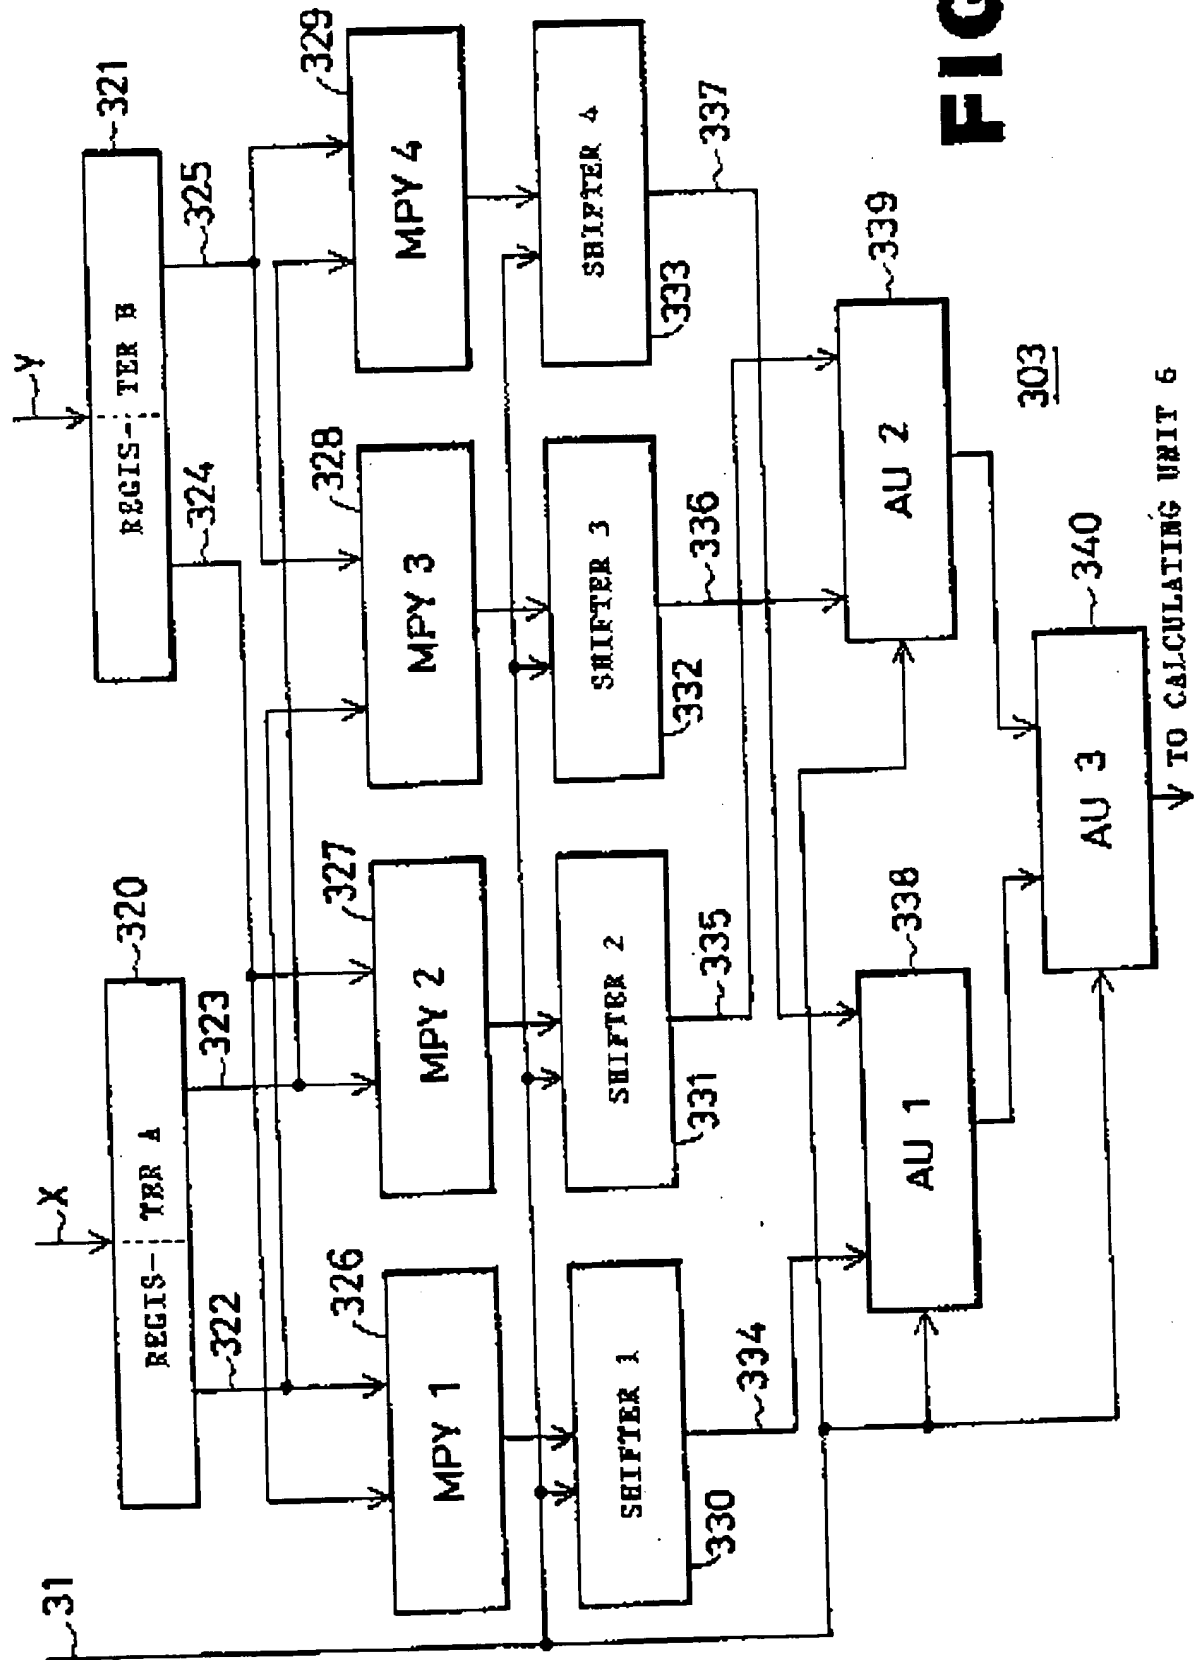 31
X
Y
REGIS- TER A
320
REGIS- TER B
321
322
323
324
325
326
327
328
329
MPY 1
MPY 2
MPY 3
MPY 4
SHIFTER 1
SHIFTER 2
SHIFTER 3
SHIFTER 4
330
331
332
333
334
335
336
337
AU 1
338
AU 2
339
AU 3
340
303
TO CALCULATING UNIT 6